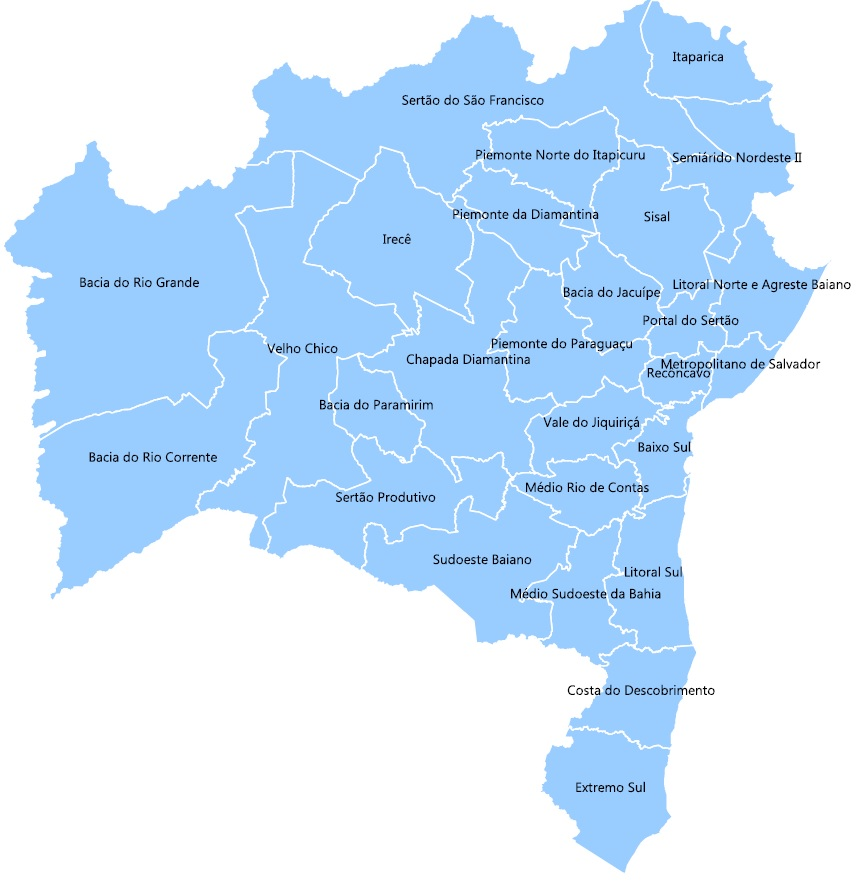 Itaparica
Sertão do São Francisco
Piemonte Norte do Itapicuru
Semiárido Nordeste II
Piemonte da Diamantina
Sisal
Irecê
Bacia do Rio Grande
Litoral Norte e Agreste Baiano
Bacia do Jacuípe
Portal do Sertão
Velho Chico
Piemonte do Paraguaçu
Chapada Diamantina
Metropolitano de Salvador
Recôncavo
Bacia do Paramirim
Vale do Jiquiriçá
Baixo Sul
Bacia do Rio Corrente
Médio Rio de Contas
Sertão Produtivo
Sudoeste Baiano
Litoral Sul
Médio Sudoeste da Bahia
Costa do Descobrimento
Extremo Sul